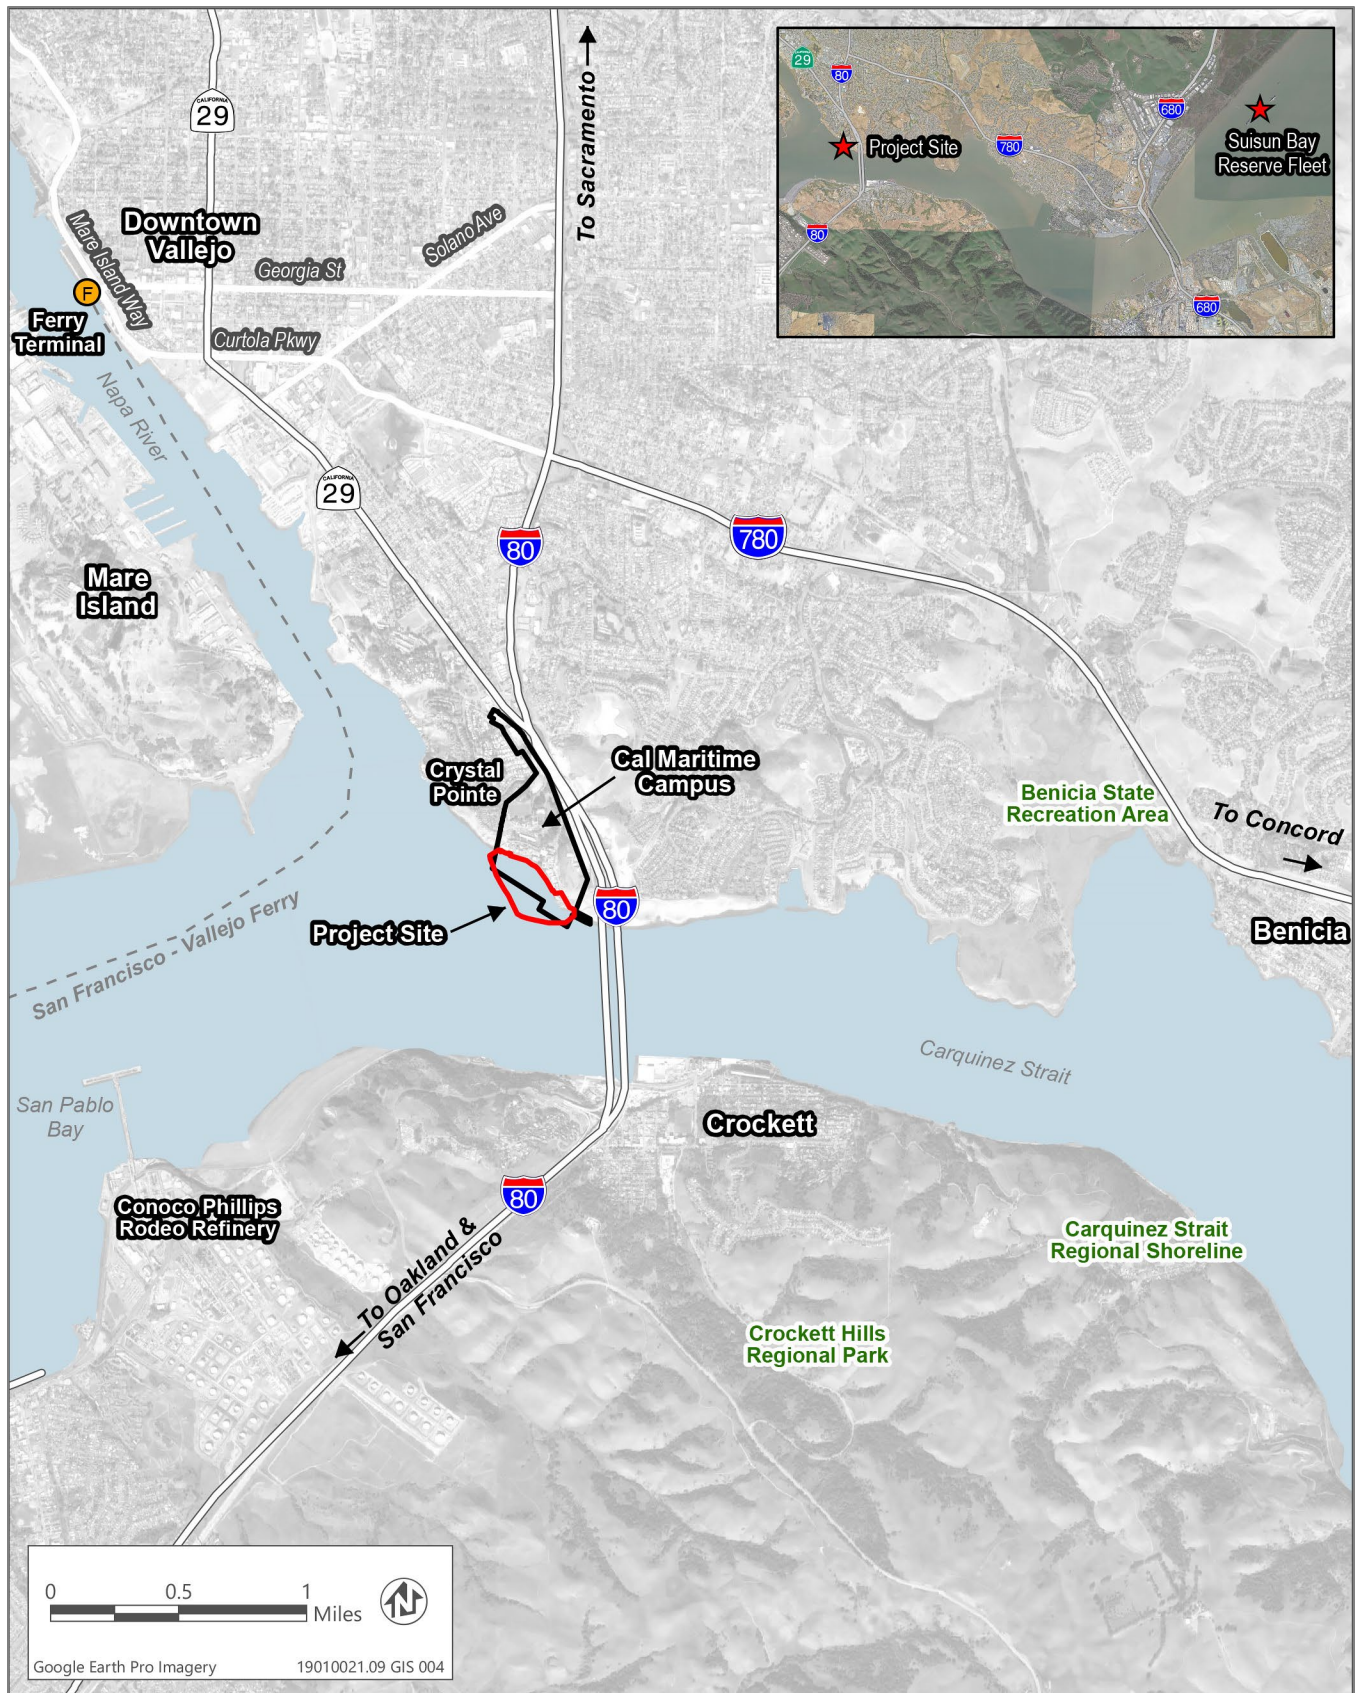 CALIFORNIA
29
To Sacramento
29
80
Project Site
780
680
Suisun Bay
Reserve Fleet
80
680
Downtown
Vallejo
Mare Island Way
Georgia St
Solano Ave
F
Ferry
Terminal
Curtola Pkwy
Napa River
CALIFORNIA
29
80
780
Mare
Island
Crystal
Pointe
Cal Maritime
Campus
Benicia State
Recreation Area
To Concord
80
Project Site
Benicia
San Francisco - Vallejo Ferry
Carquinez Strait
San Pablo
Bay
Crockett
80
Conoco Phillips
Rodeo Refinery
To Oakland &
San Francisco
Carquinez Strait
Regional Shoreline
Crockett Hills
Regional Park
0 0.5 1
Miles
N
Google Earth Pro Imagery 19010021.09 GIS 004